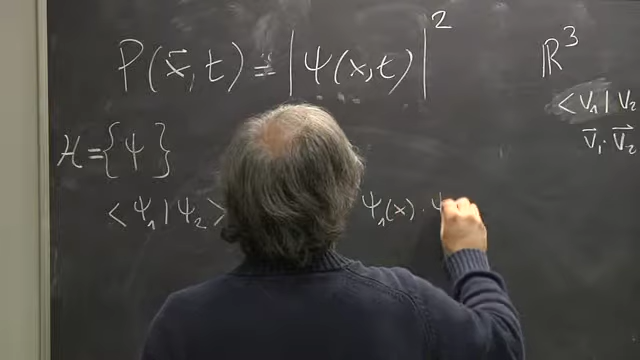 P(x⃗,t) = |Ψ(x,t)|²
ℝ³
<V₁|V₂
V⃗₁·V⃗₂
ℋ={Ψ}
<Ψ₁|Ψ₂> Ψ₁(x)·Ψ